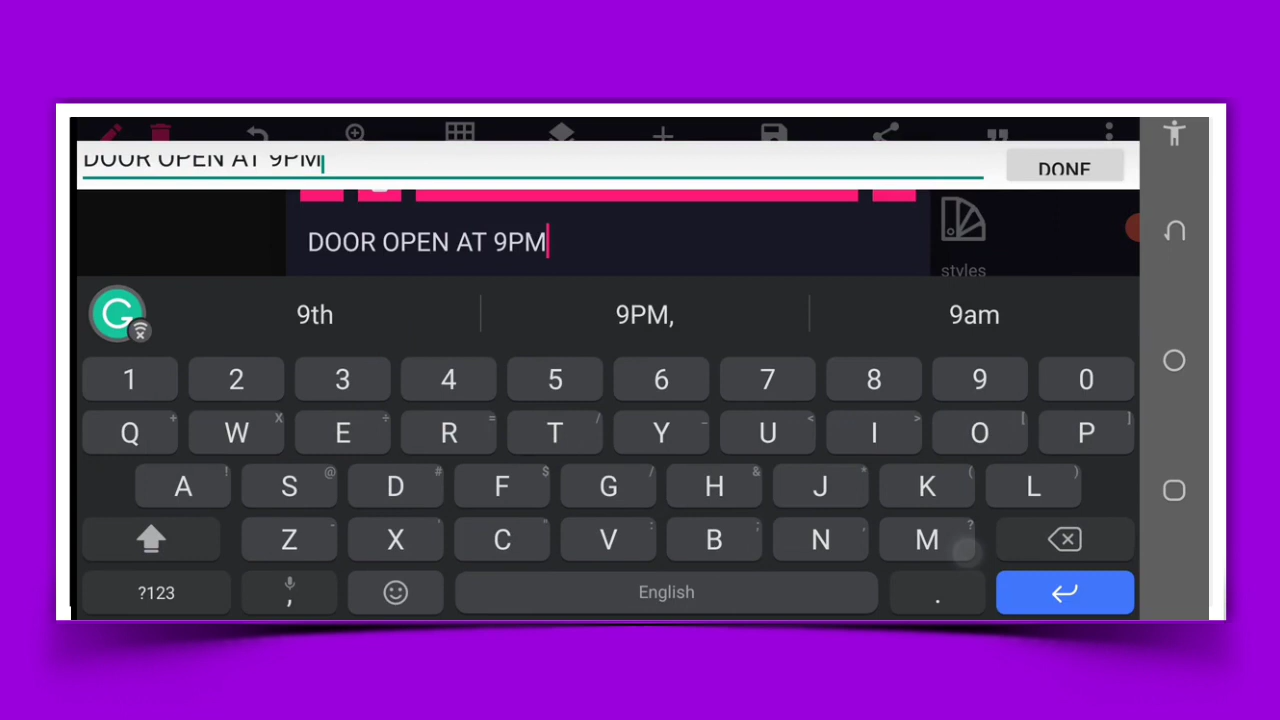 DOOR OPEN AT 9PM
DONE
DOOR OPEN AT 9PM
styles
9th 9PM, 9am
1 2 3 4 5 6 7 8 9 0
Q + W X E ÷ R = T / Y _ U < I > O [ P ]
A ! S @ D # F $ G / H & J * K ( L )
Z - X ' C " V : B ; N , M ?
?123 , English .